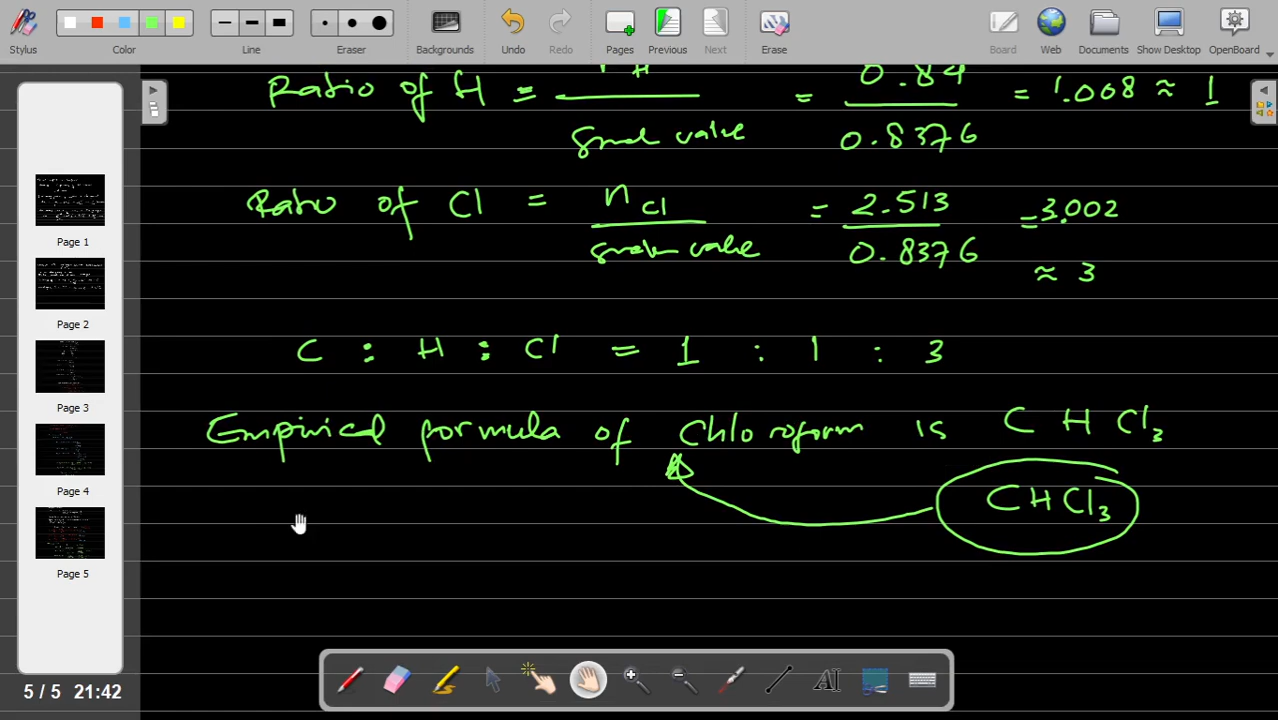 Stylus Color Line Eraser Backgrounds Undo Redo Pages Previous Next Erase Board Web Documents Show Desktop OpenBoard
Ratio of H = n H / small value = 0.84 / 0.8376 = 1.008 ≈ 1
Ratio of Cl = n Cl / smaller value = 2.513 / 0.8376 = 3.002
≈ 3
C : H : Cl = 1 : 1 : 3
Empirical formula of Chloroform is C H Cl3
CHCl3
Page 1
Page 2
Page 3
Page 4
Page 5
5 / 5 21:42